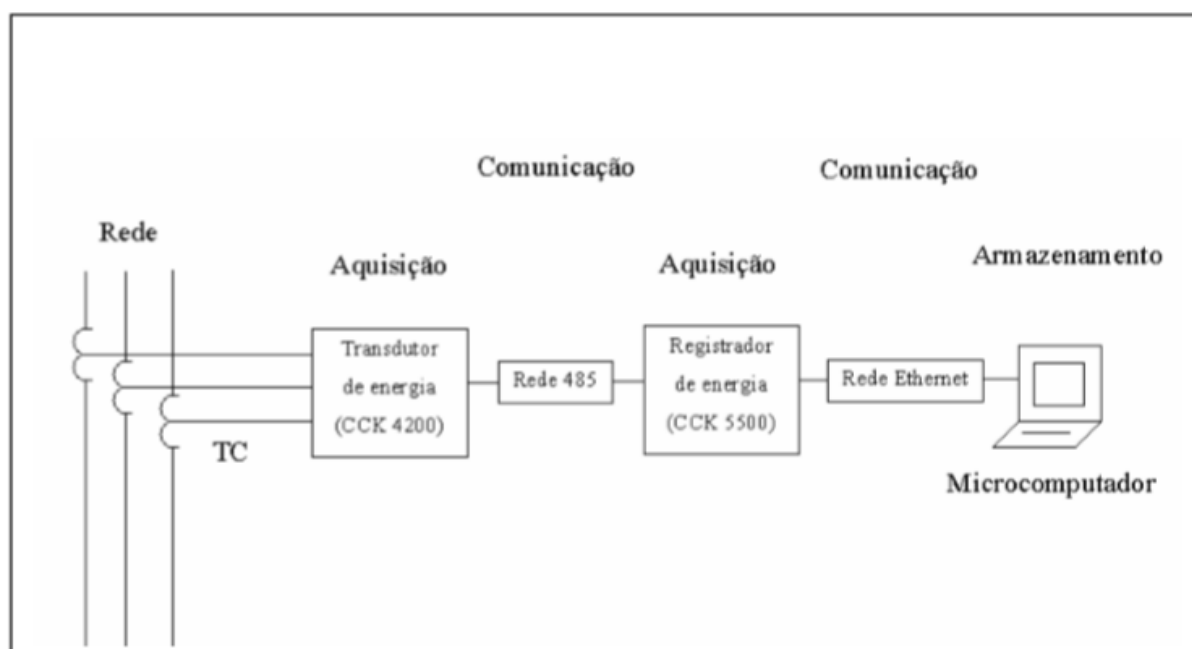 Comunicação
Comunicação
Rede
Aquisição
Aquisição
Armazenamento
Transdutor
de energia
(CCK 4200)
Rede 485
Registrador
de energia
(CCK 5500)
Rede Ethernet
TC
Microcomputador